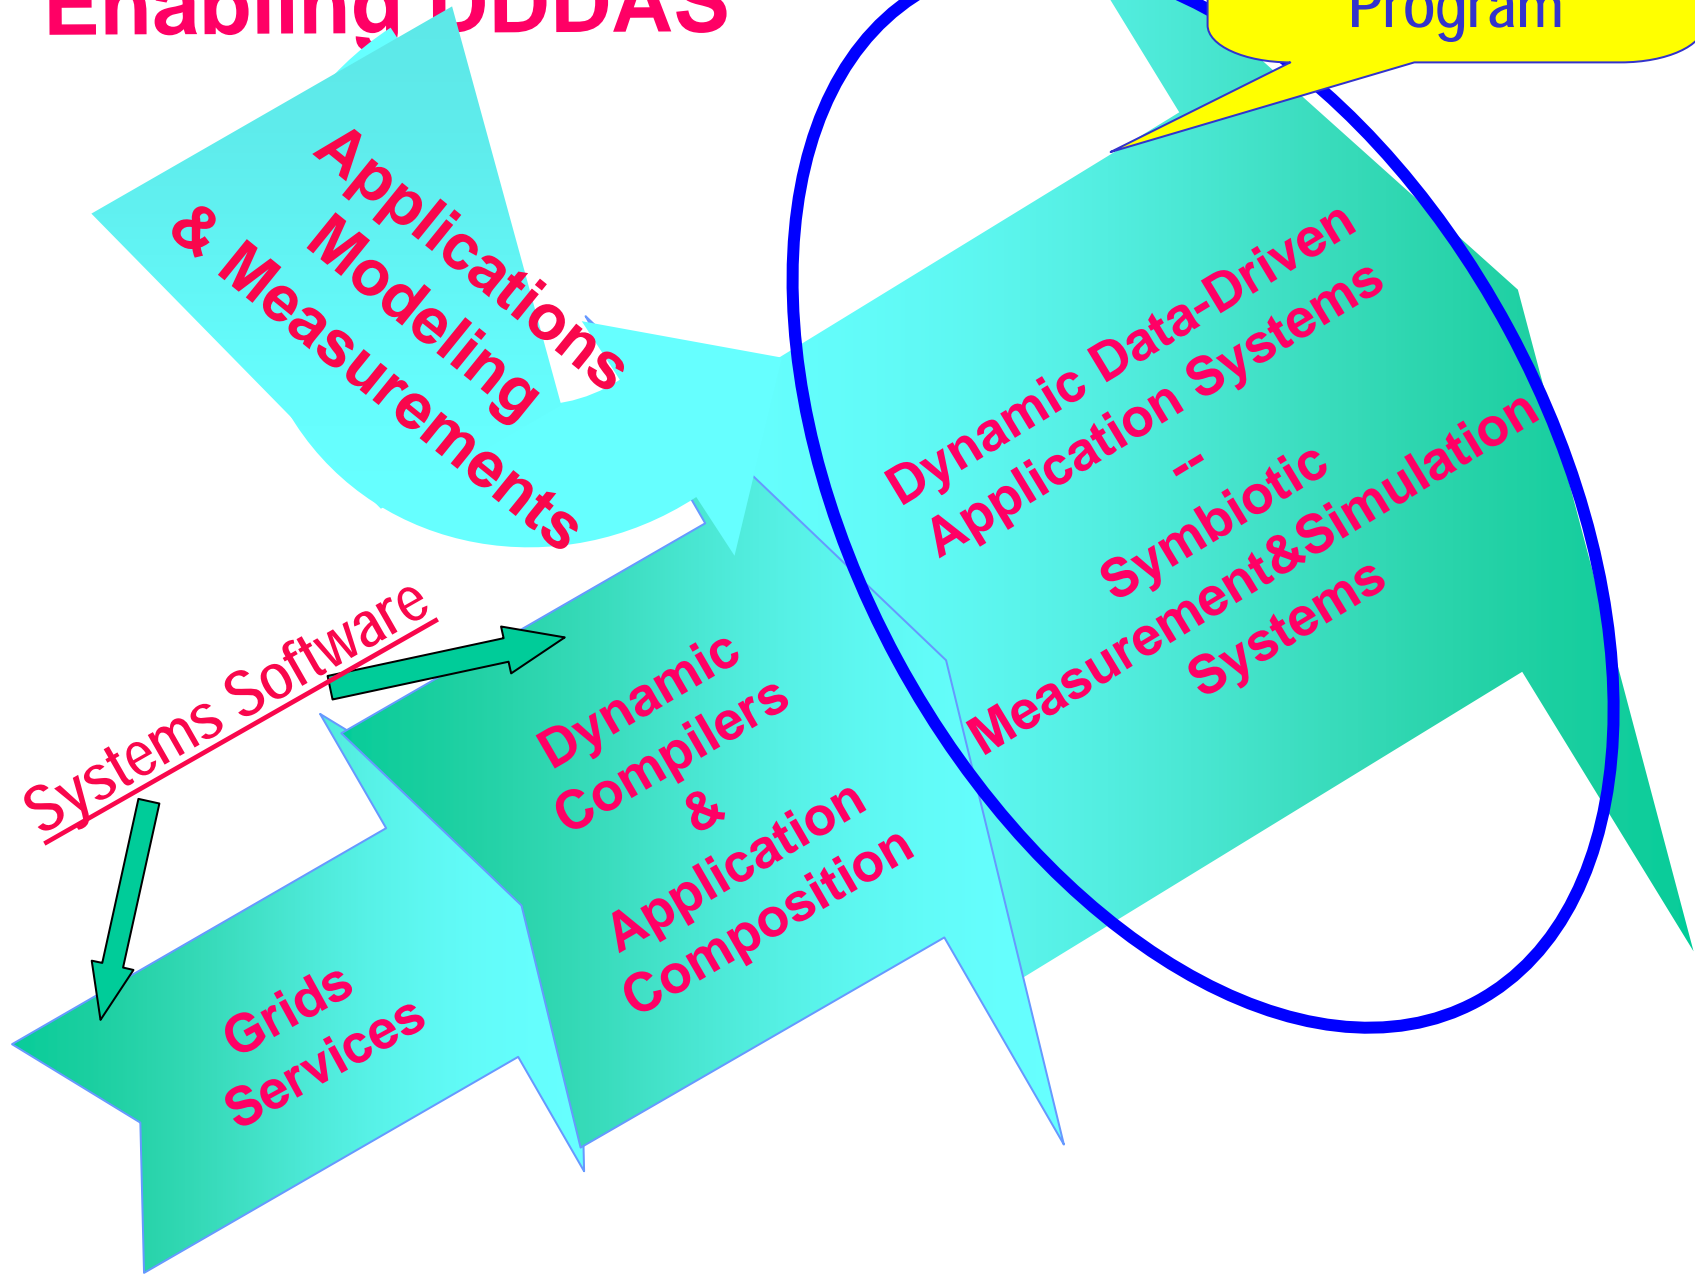 Enabling DDDAS
Program
Applications
Modeling
& Measurements
Dynamic Data-Driven
Application Systems
--
Symbiotic
Measurement&Simulation
Systems
Systems Software
Dynamic
Compilers
&
Application
Composition
Grids
Services